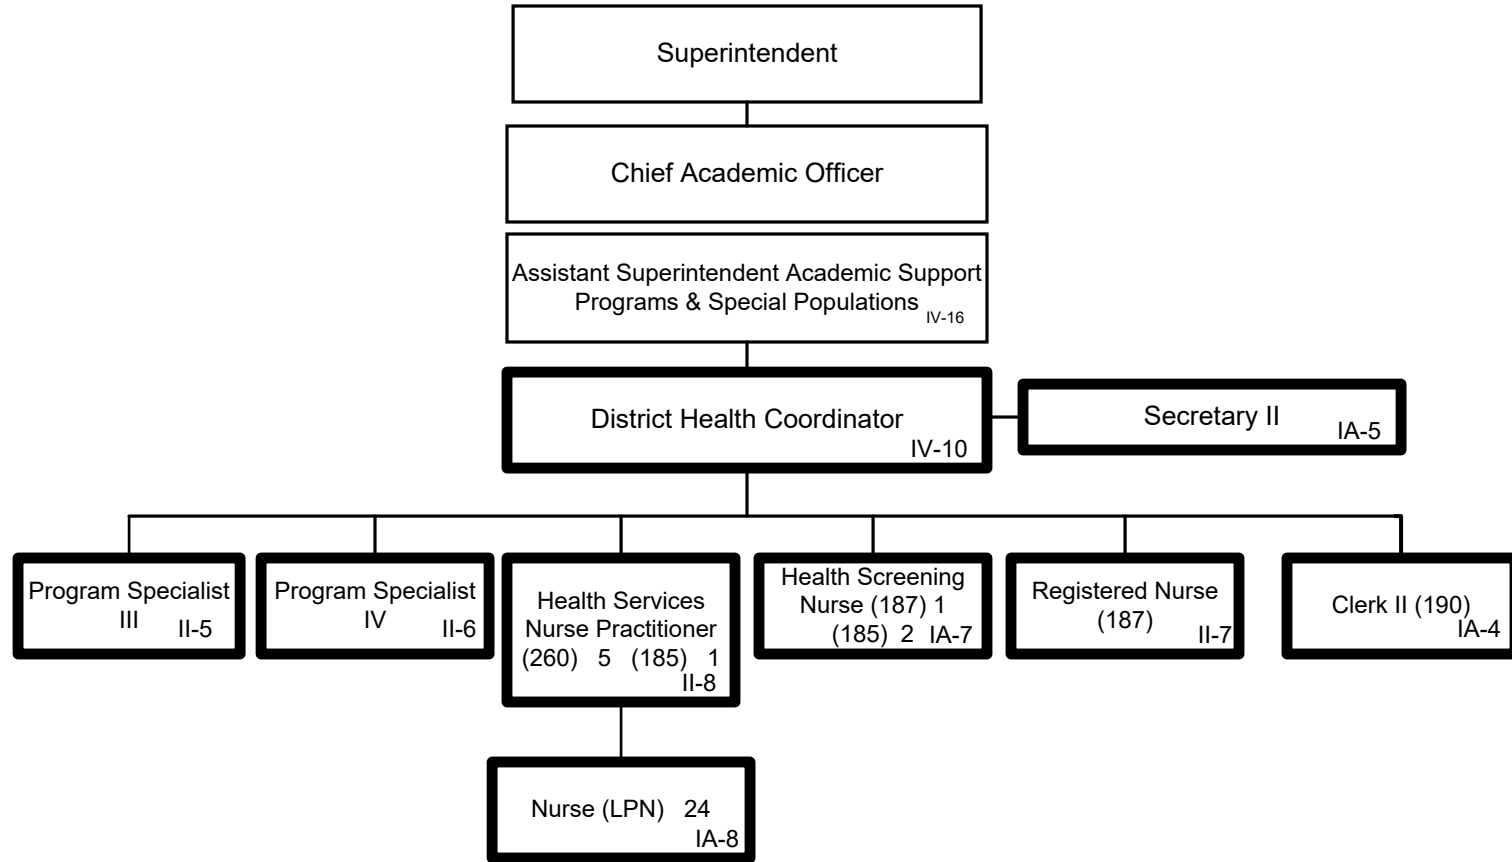 Superintendent
Chief Academic Officer
Assistant Superintendent Academic Support
Programs & Special Populations IV-16
District Health Coordinator
IV-10
Secretary II
IA-5
Program Specialist
III II-5
Program Specialist
IV II-6
Health Services
Nurse Practitioner
(260) 5 (185) 1
II-8
Health Screening
Nurse (187) 1
(185) 2 IA-7
Registered Nurse
(187)
II-7
Clerk II (190)
IA-4
Nurse (LPN) 24
IA-8